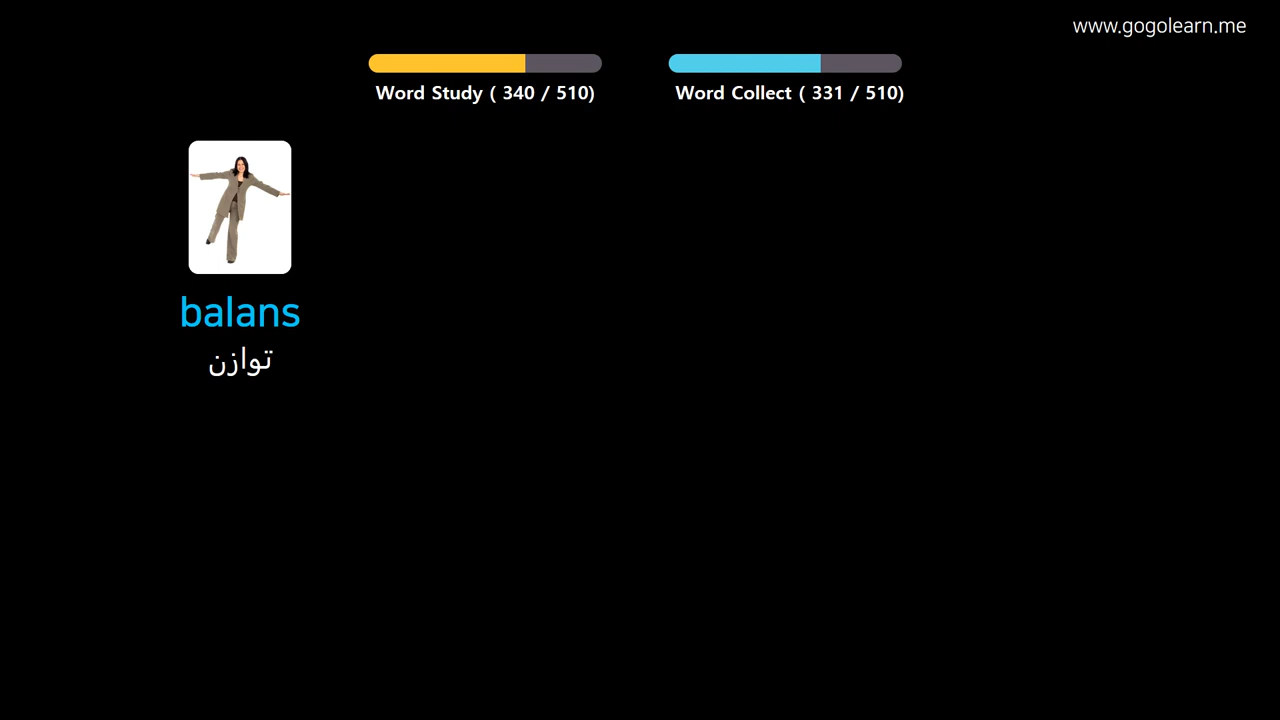 www.gogolearn.me
Word Study ( 340 / 510)
Word Collect ( 331 / 510)
balans
توازن